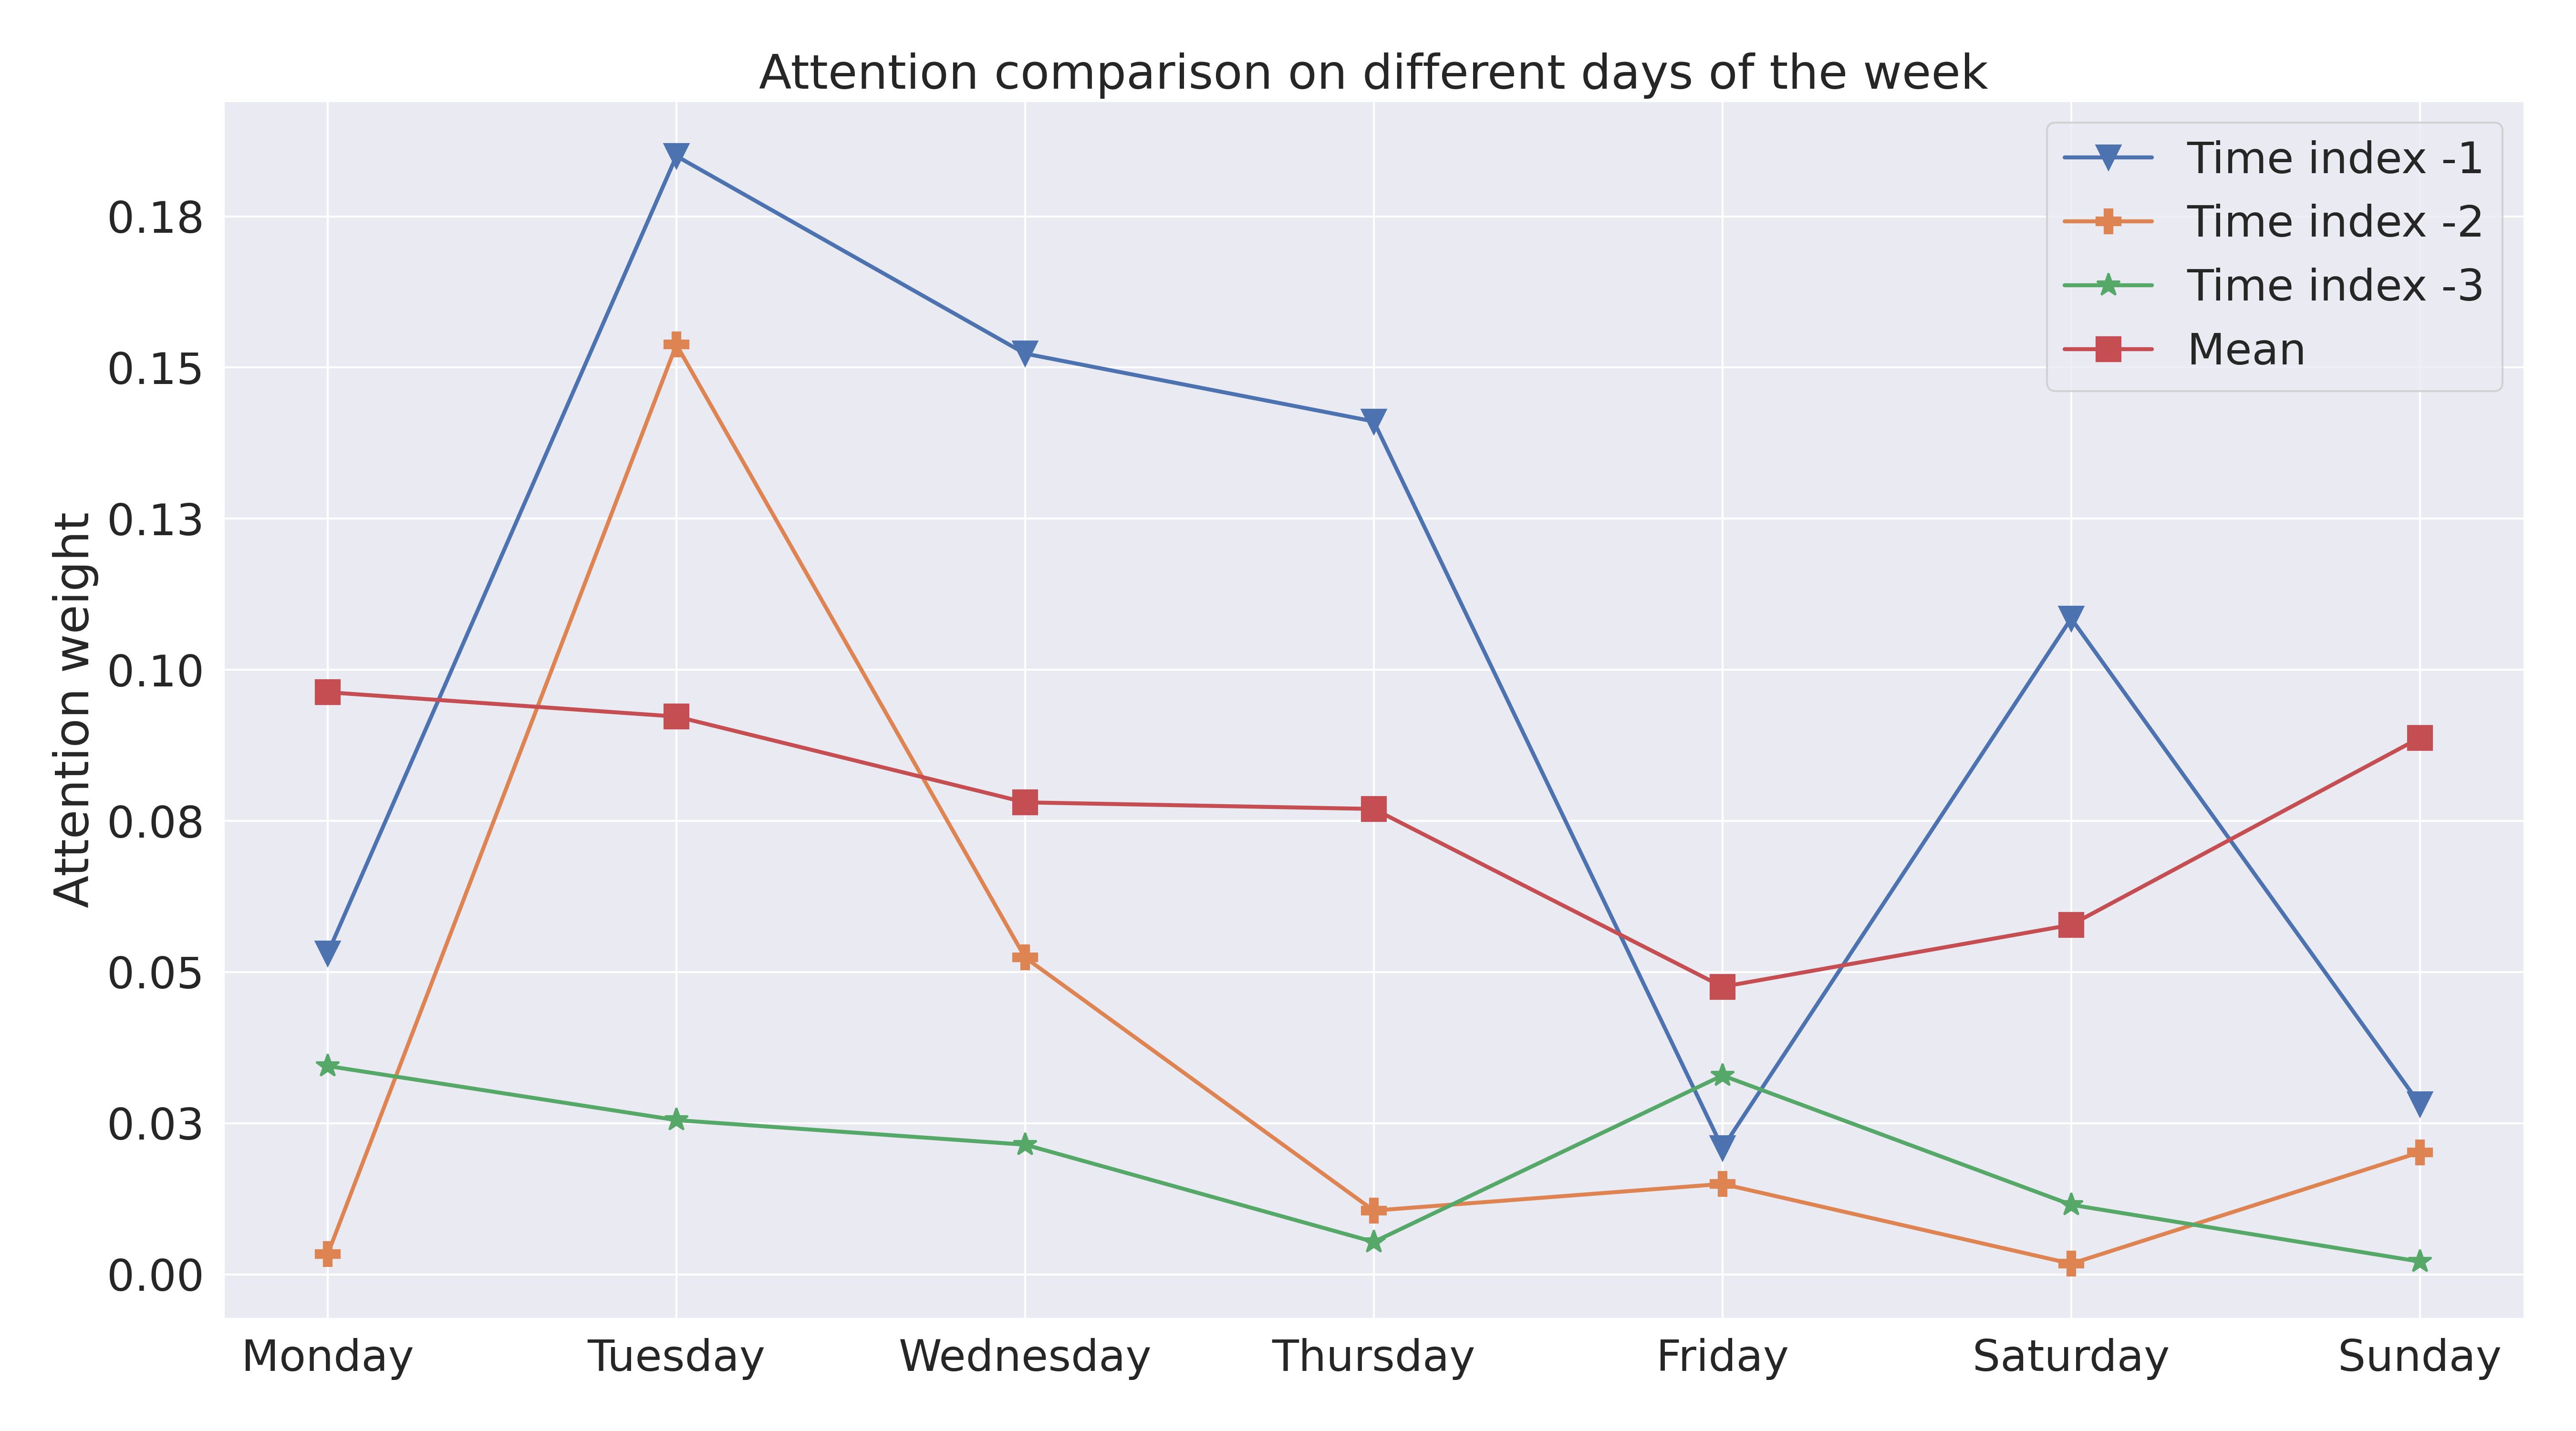 Attention comparison on different days of the week
Attention weight
0.18
0.15
0.13
0.10
0.08
0.05
0.03
0.00
Monday Tuesday Wednesday Thursday Friday Saturday Sunday
Time index -1
Time index -2
Time index -3
Mean